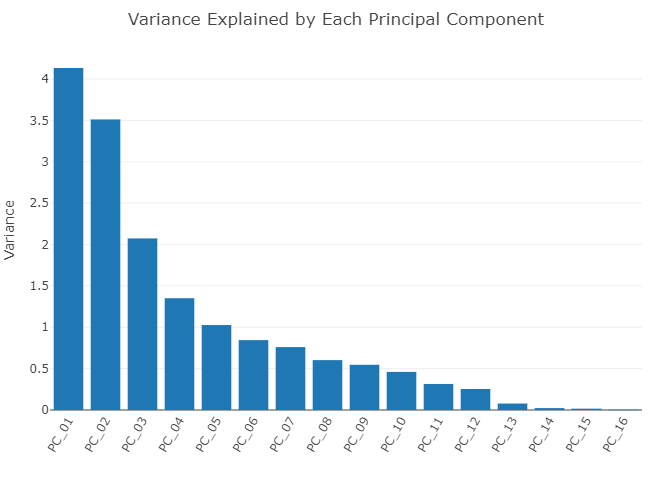 Variance Explained by Each Principal Component
Variance
4
3.5
3
2.5
2
1.5
1
0.5
0
PC_01
PC_02
PC_03
PC_04
PC_05
PC_06
PC_07
PC_08
PC_09
PC_10
PC_11
PC_12
PC_13
PC_14
PC_15
PC_16